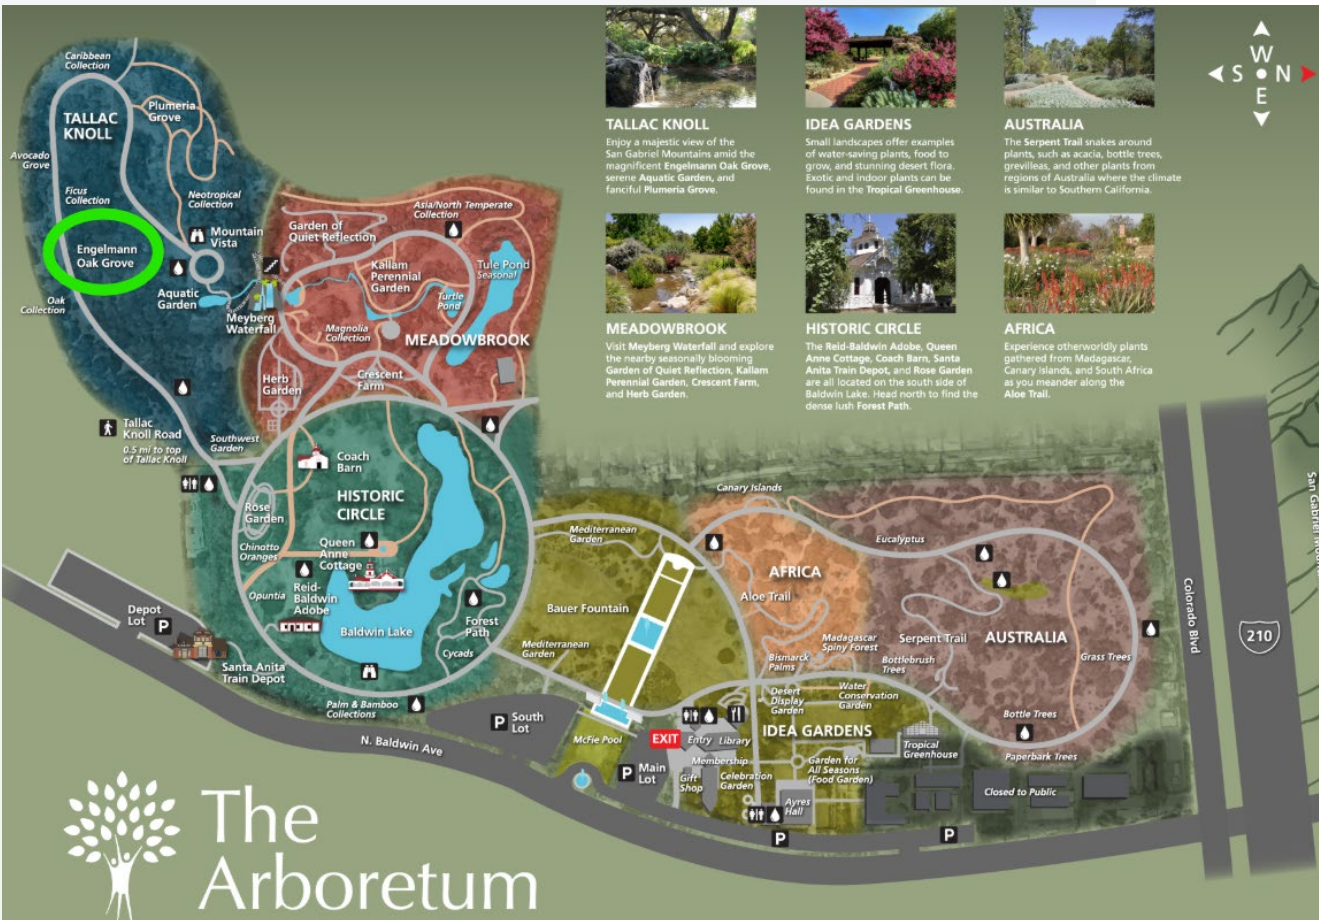 Caribbean
Collection
TALLAC
KNOLL
Plumeria
Grove
Avocado
Grove
Ficus
Collection
Neotropical
Collection
Engelmann
Oak Grove
Mountain
Vista
Oak
Collection
Aquatic
Garden
Meyberg
Waterfall
Garden of
Quiet Reflection
Asia/North Temperate
Collection
Kallam
Perennial
Garden
Tule Pond
Seasonal
Turtle
Pond
Magnolia
Collection
MEADOWBROOK
Herb
Garden
Crescent
Farm
Tallac
Knoll Road
0.5 mi to top
of Tallac Knoll
Southwest
Garden
Coach
Barn
HISTORIC
CIRCLE
Rose
Garden
Chinotto
Oranges
Queen
Anne
Cottage
Opuntia
Reid-
Baldwin
Adobe
Baldwin Lake
Forest
Path
Cycads
Palm & Bamboo
Collections
Depot
Lot
P
Santa Anita
Train Depot
N. Baldwin Ave
P
South
Lot
Mediterranean
Garden
Bauer Fountain
Mediterranean
Garden
McFie Pool
EXIT
P
Main
Lot
Entry
Library
Membership
Gift
Shop
Celebration
Garden
Ayres
Hall
P
P
IDEA GARDENS
Desert
Display
Garden
Water
Conservation
Garden
Garden for
All Seasons
(Food Garden)
Tropical
Greenhouse
Closed to Public
Canary Islands
AFRICA
Aloe Trail
Madagascar
Spiny Forest
Bismarck
Palms
Eucalyptus
Serpent Trail
AUSTRALIA
Bottlebrush
Trees
Grass Trees
Bottle Trees
Paperbark Trees
Colorado Blvd
210
TALLAC KNOLL
Enjoy a majestic view of the
San Gabriel Mountains amid the
magnificent Engelmann Oak Grove,
serene Aquatic Garden, and
fanciful Plumeria Grove.
IDEA GARDENS
Small landscapes offer examples
of water-saving plants, food to
grow, and stunning desert flora.
Exotic and indoor plants can be
found in the Tropical Greenhouse.
AUSTRALIA
The Serpent Trail snakes around
plants, such as acacia, bottle trees,
grevilleas, and other plants from
regions of Australia where the climate
is similar to Southern California.
MEADOWBROOK
Visit Meyberg Waterfall and explore
the nearby seasonally blooming
Garden of Quiet Reflection, Kallam
Perennial Garden, Crescent Farm,
and Herb Garden.
HISTORIC CIRCLE
The Reid-Baldwin Adobe, Queen
Anne Cottage, Coach Barn, Santa
Anita Train Depot, and Rose Garden
are all located on the south side of
Baldwin Lake. Head north to find the
dense lush Forest Path.
AFRICA
Experience otherworldly plants
gathered from Madagascar,
Canary Islands, and South Africa
as you meander along the
Aloe Trail.
W
S N
E
San Gabriel
The
Arboretum